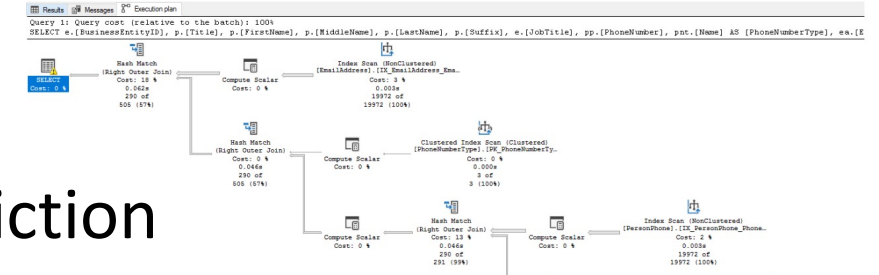 Results Messages Execution plan
Query 1: Query cost (relative to the batch): 100%
SELECT e.[BusinessEntityID], p.[Title], p.[FirstName], p.[MiddleName], p.[LastName], p.[Suffix], e.[JobTitle], pp.[PhoneNumber], pnt.[Name] AS [PhoneNumberType], ea.[E
SELECT
Cost: 0 %
Hash Match
(Right Outer Join)
Cost: 18 %
0.062s
290 of
505 (57%)
Compute Scalar
Cost: 0 %
Index Scan (NonClustered)
[EmailAddress].[IX_EmailAddress_Ema...
Cost: 3 %
0.003s
19972 of
19972 (100%)
Hash Match
(Right Outer Join)
Cost: 0 %
0.046s
290 of
505 (57%)
Compute Scalar
Cost: 0 %
Clustered Index Scan (Clustered)
[PhoneNumberType].[PK_PhoneNumberTy...
Cost: 0 %
0.000s
3 of
3 (100%)
iction
Compute Scalar
Cost: 0 %
Hash Match
(Right Outer Join)
Cost: 13 %
0.046s
290 of
291 (99%)
Compute Scalar
Cost: 0 %
Index Scan (NonClustered)
[PersonPhone].[IX_PersonPhone_Phone...
Cost: 2 %
0.003s
19972 of
19972 (100%)